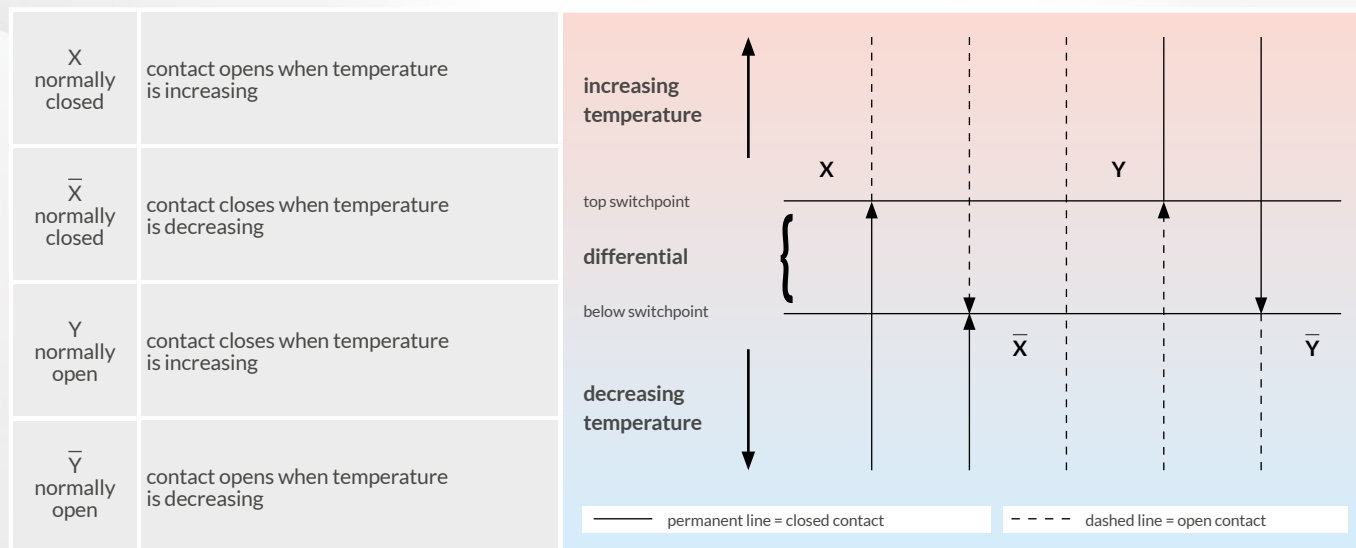 X
normally
closed
contact opens when temperature
is increasing
X̅
normally
closed
contact closes when temperature
is decreasing
Y
normally
open
contact closes when temperature
is increasing
Y̅
normally
open
contact opens when temperature
is decreasing
increasing
temperature
X
Y
top switchpoint
differential
{
below switchpoint
X̅
Y̅
decreasing
temperature
permanent line = closed contact
dashed line = open contact